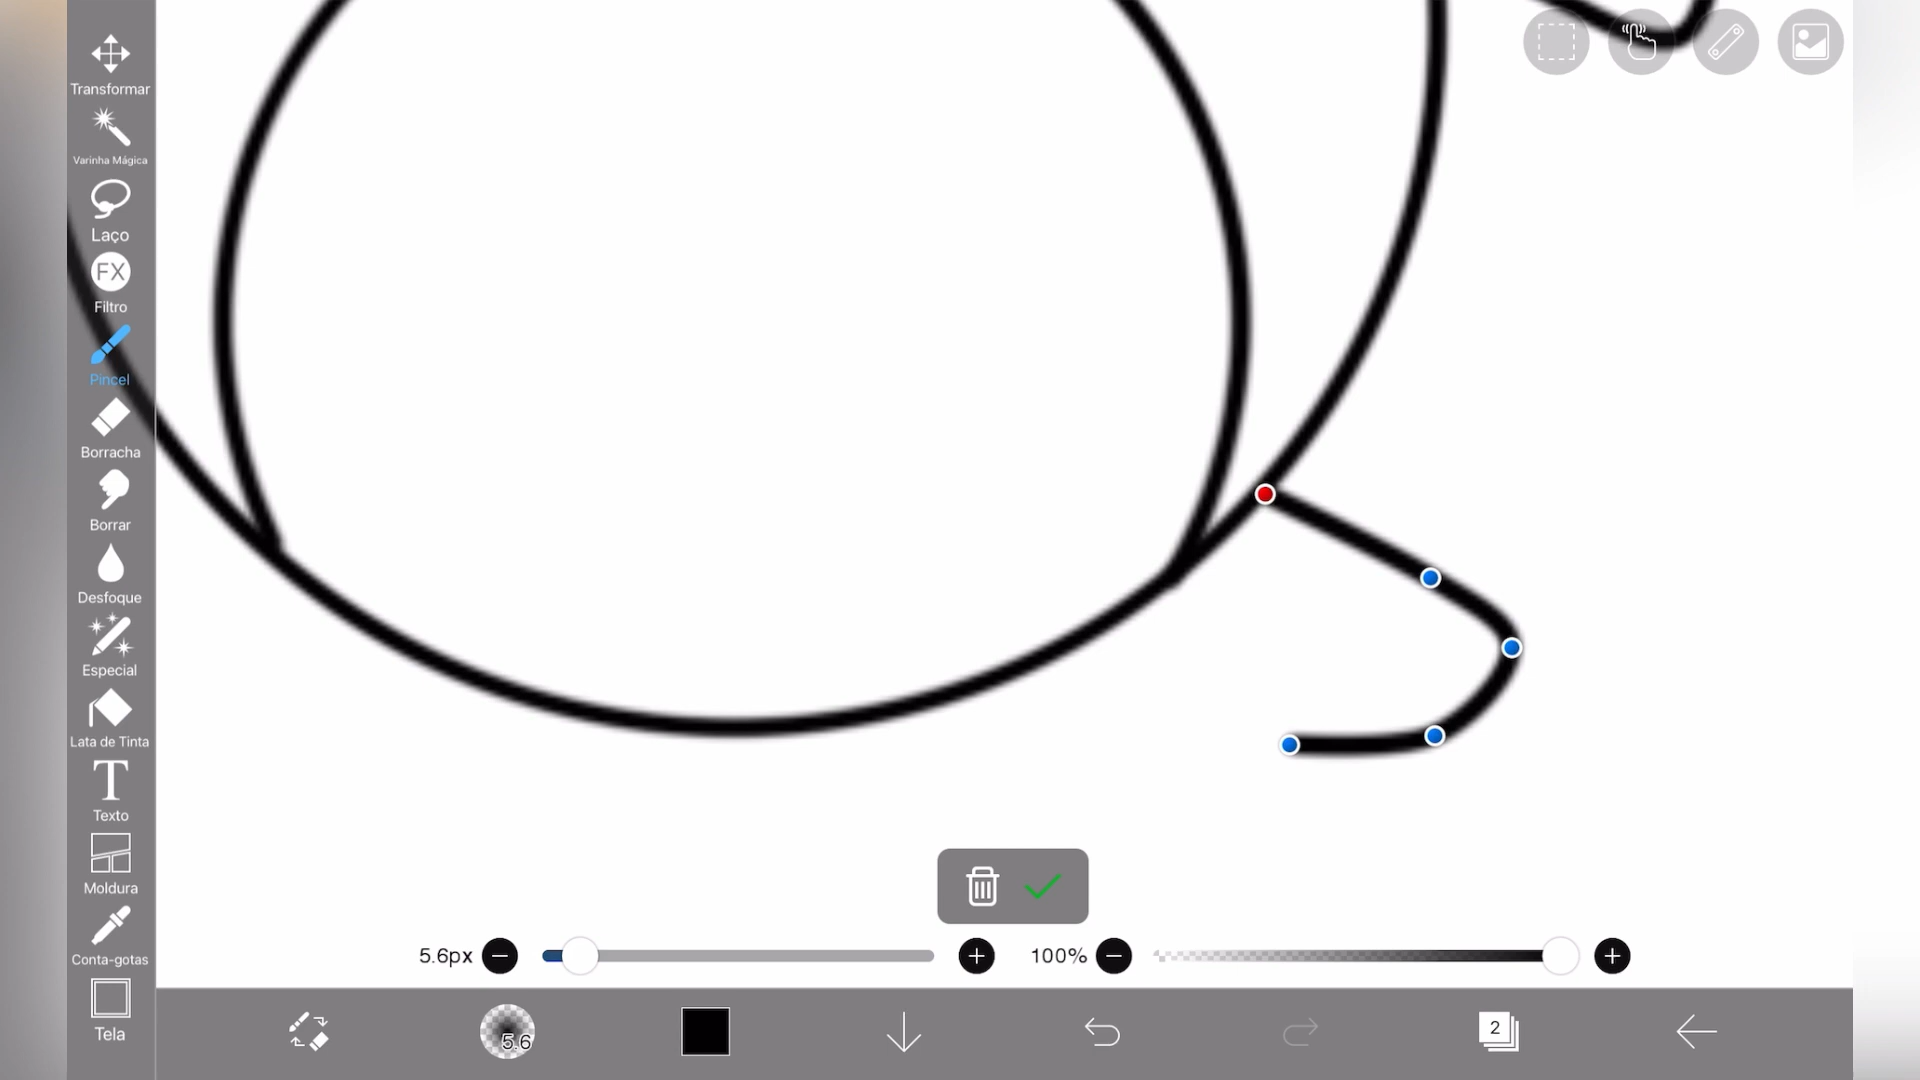 Transformar
Varinha Mágica
Laço
FX
Filtro
Pincel
Borracha
Borrar
Desfoque
Especial
Lata de Tinta
T
Texto
Moldura
Conta-gotas
Tela
5.6px
100%
5.6
2